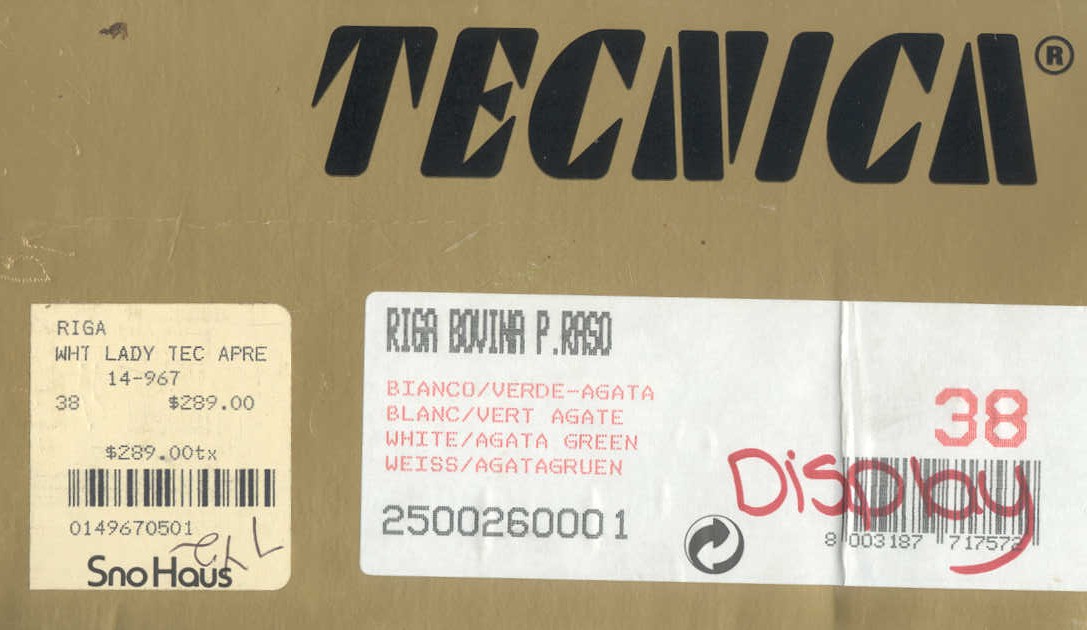 TECNICA®
RIGA
WHT LADY TEC APRE
14-967
38 $289.00
$289.00tx
0149670501
Sno Haus
RIGA BOVINA P.RASO
BIANCO/VERDE-AGATA
BLANC/VERT AGATE
WHITE/AGATA GREEN
WEISS/AGATAGRUEN
38
Display
2500260001
8 003187 717572